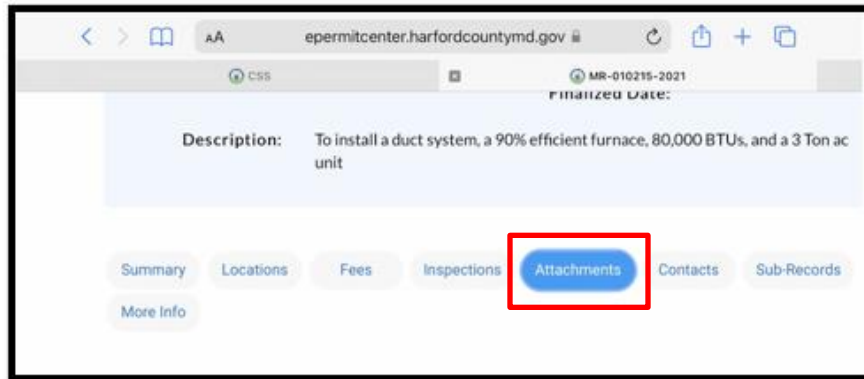 AA epermitcenter.harfordcountymd.gov
CSS MR-010215-2021
Finalized Date:
Description: To install a duct system, a 90% efficient furnace, 80,000 BTUs, and a 3 Ton ac
unit
Summary Locations Fees Inspections Attachments Contacts Sub-Records
More Info